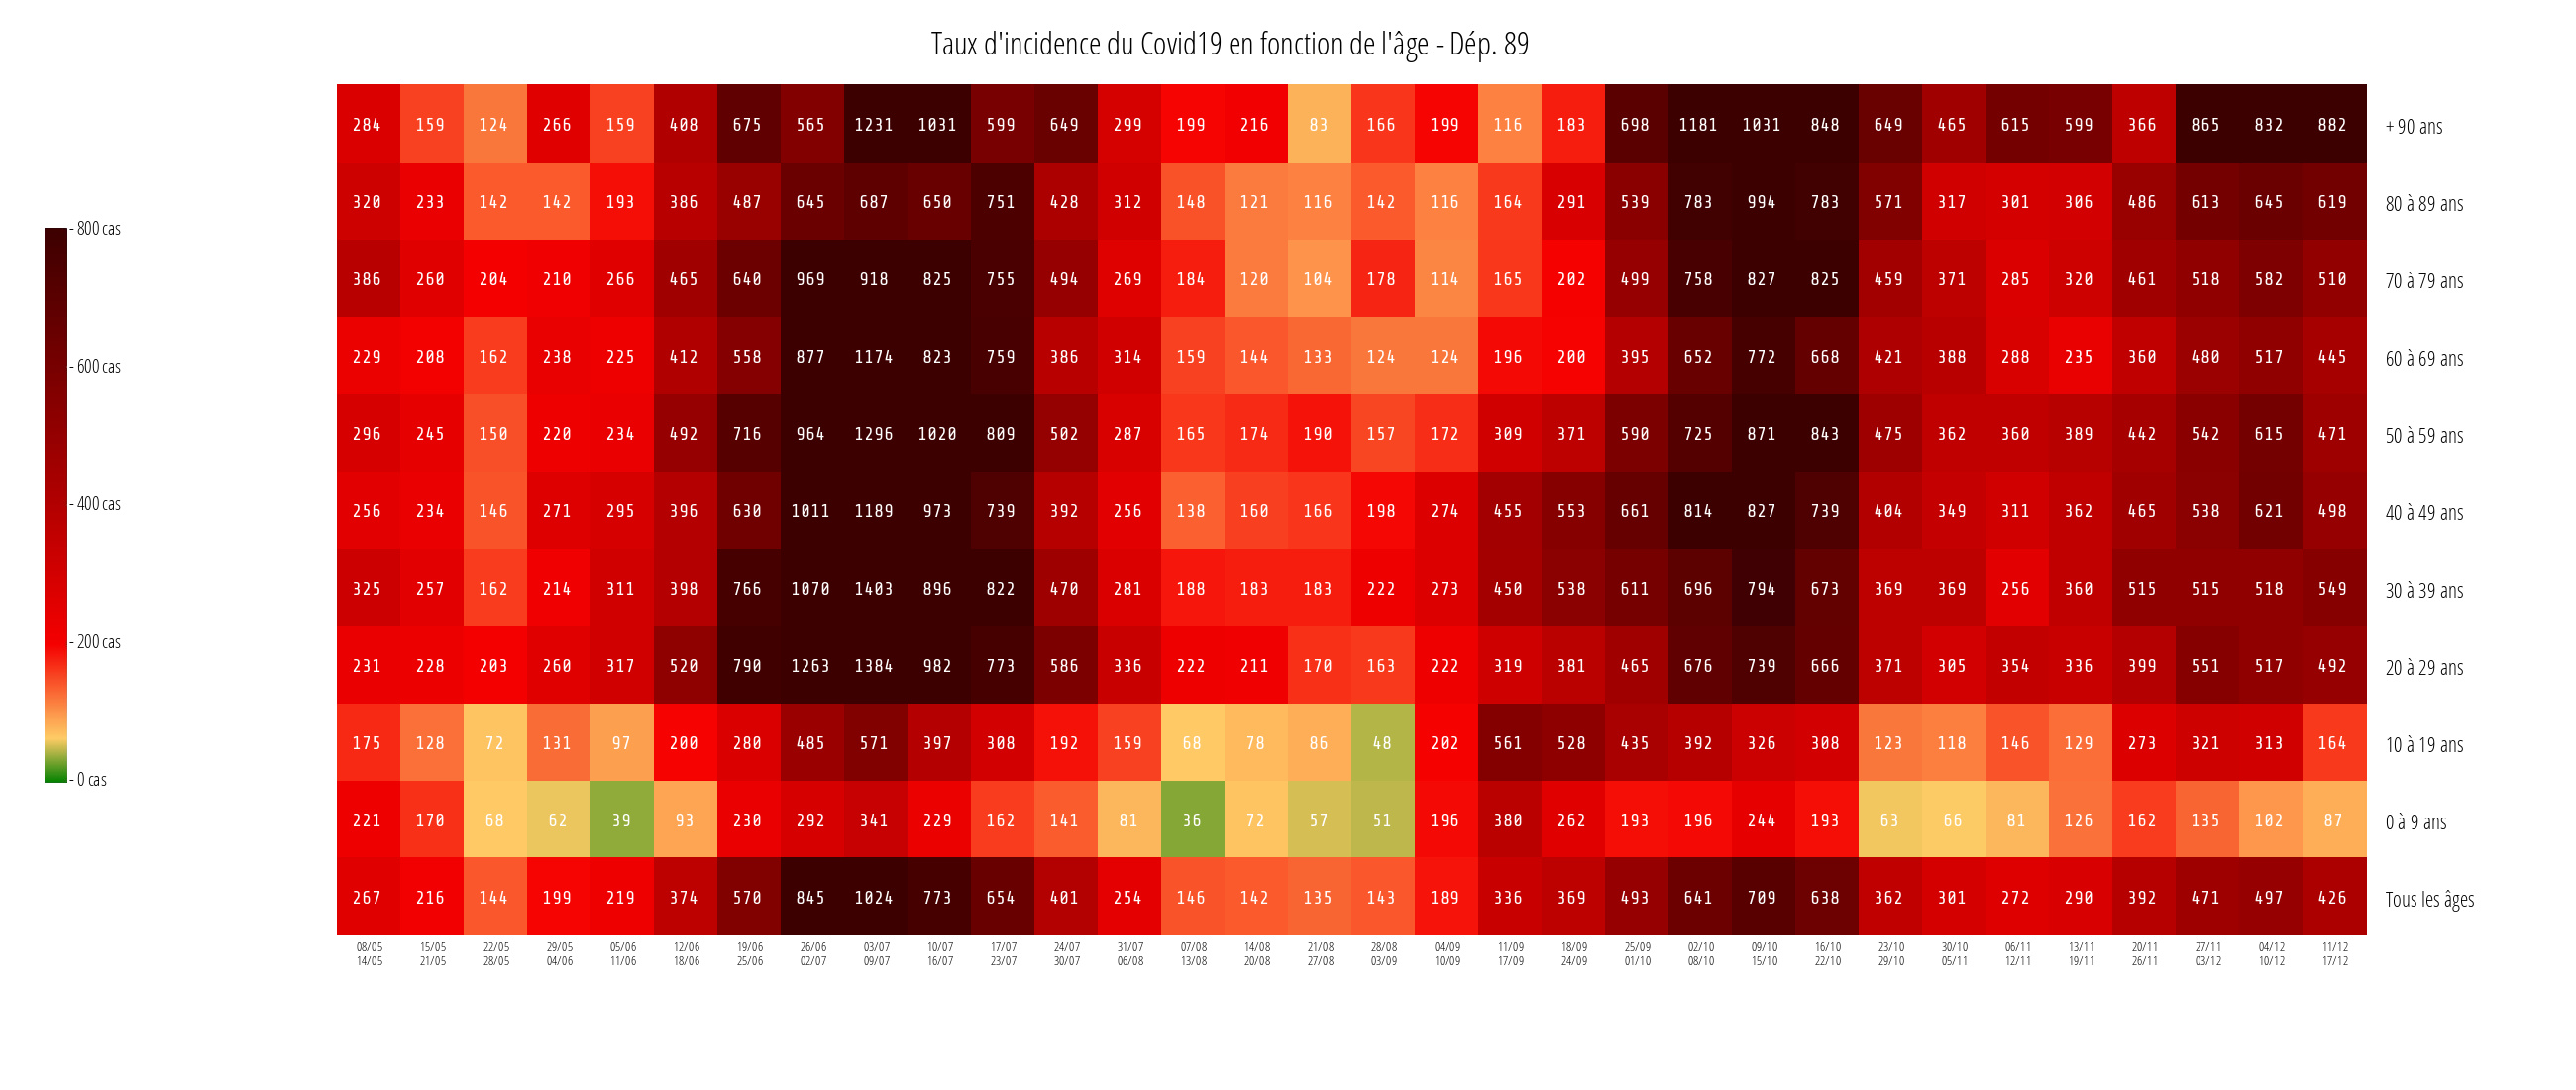 Taux d'incidence du Covid19 en fonction de l'âge - Dép. 89
- 800 cas
- 600 cas
- 400 cas
- 200 cas
- 0 cas
284 159 124 266 159 408 675 565 1231 1031 599 649 299 199 216 83 166 199 116 183 698 1181 1031 848 649 465 615 599 366 865 832 882 + 90 ans
320 233 142 142 193 386 487 645 687 650 751 428 312 148 121 116 142 116 164 291 539 783 994 783 571 317 301 306 486 613 645 619 80 à 89 ans
386 260 204 210 266 465 640 969 918 825 755 494 269 184 120 104 178 114 165 202 499 758 827 825 459 371 285 320 461 518 582 510 70 à 79 ans
229 208 162 238 225 412 558 877 1174 823 759 386 314 159 144 133 124 124 196 200 395 652 772 668 421 388 288 235 360 480 517 445 60 à 69 ans
296 245 150 220 234 492 716 964 1296 1020 809 502 287 165 174 190 157 172 309 371 590 725 871 843 475 362 360 389 442 542 615 471 50 à 59 ans
256 234 146 271 295 396 630 1011 1189 973 739 392 256 138 160 166 198 274 455 553 661 814 827 739 404 349 311 362 465 538 621 498 40 à 49 ans
325 257 162 214 311 398 766 1070 1403 896 822 470 281 188 183 183 222 273 450 538 611 696 794 673 369 369 256 360 515 515 518 549 30 à 39 ans
231 228 203 260 317 520 790 1263 1384 982 773 586 336 222 211 170 163 222 319 381 465 676 739 666 371 305 354 336 399 551 517 492 20 à 29 ans
175 128 72 131 97 200 280 485 571 397 308 192 159 68 78 86 48 202 561 528 435 392 326 308 123 118 146 129 273 321 313 164 10 à 19 ans
221 170 68 62 39 93 230 292 341 229 162 141 81 36 72 57 51 196 380 262 193 196 244 193 63 66 81 126 162 135 102 87 0 à 9 ans
267 216 144 199 219 374 570 845 1024 773 654 401 254 146 142 135 143 189 336 369 493 641 709 638 362 301 272 290 392 471 497 426 Tous les âges
08/05 15/05 22/05 29/05 05/06 12/06 19/06 26/06 03/07 10/07 17/07 24/07 31/07 07/08 14/08 21/08 28/08 04/09 11/09 18/09 25/09 02/10 09/10 16/10 23/10 30/10 06/11 13/11 20/11 27/11 04/12 11/12
14/05 21/05 28/05 04/06 11/06 18/06 25/06 02/07 09/07 16/07 23/07 30/07 06/08 13/08 20/08 27/08 03/09 10/09 17/09 24/09 01/10 08/10 15/10 22/10 29/10 05/11 12/11 19/11 26/11 03/12 10/12 17/12